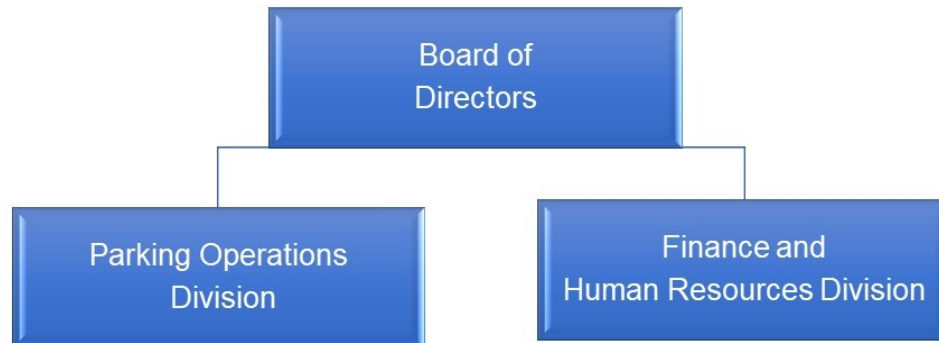 Board of
Directors
Parking Operations
Division
Finance and
Human Resources Division